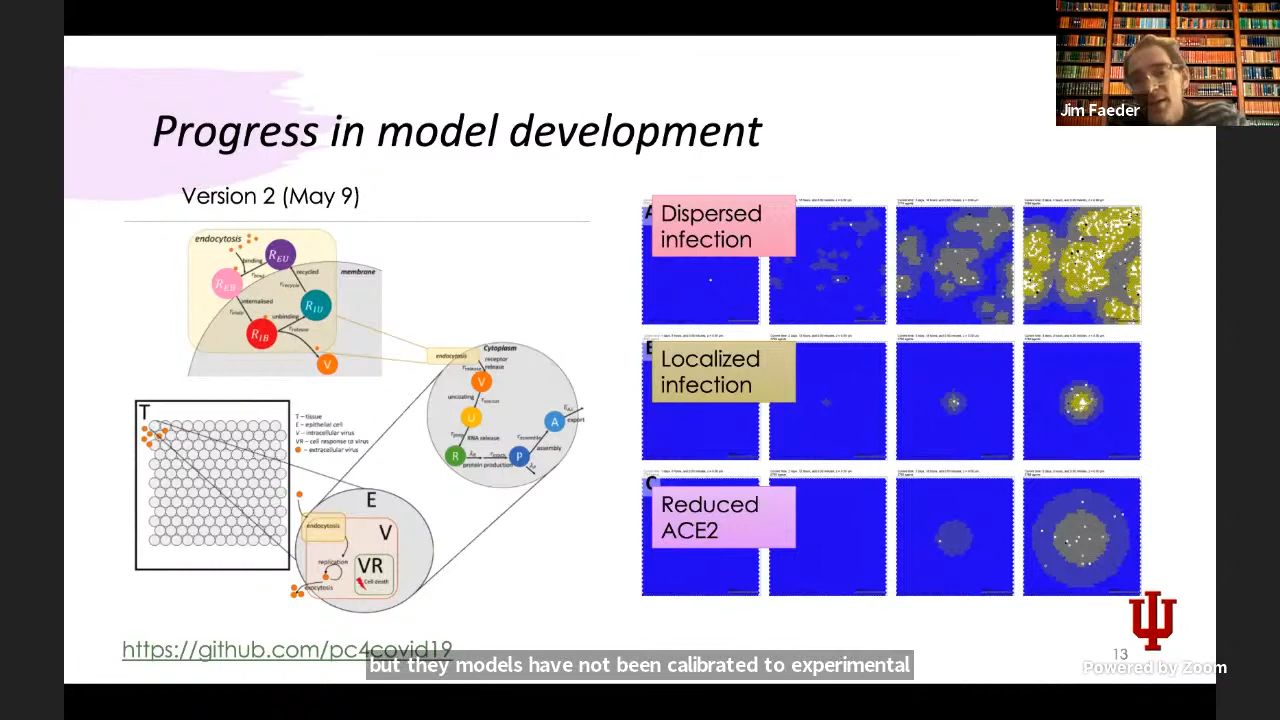 Jim Faeder
Progress in model development
Version 2 (May 9)
endocytosis
binding
R_EU
membrane
recycled
R_EB
internalised
R_IU
unbinding
R_IB
V
Dispersed
infection
Localized
infection
Reduced
ACE2
A
B
C
endocytosis
Cytoplasm
receptor
release
V
uncoating
U
RNA release
R
protein production
P
assembly
A
export
T
T – tissue
E – epithelial cell
V – intracellular virus
VR – cell response to virus
– extracellular virus
E
endocytosis
V
replication
VR
Cell death
exocytosis
https://github.com/pc4covid19
but they models have not been calibrated to experimental
13
Powered by Zoom